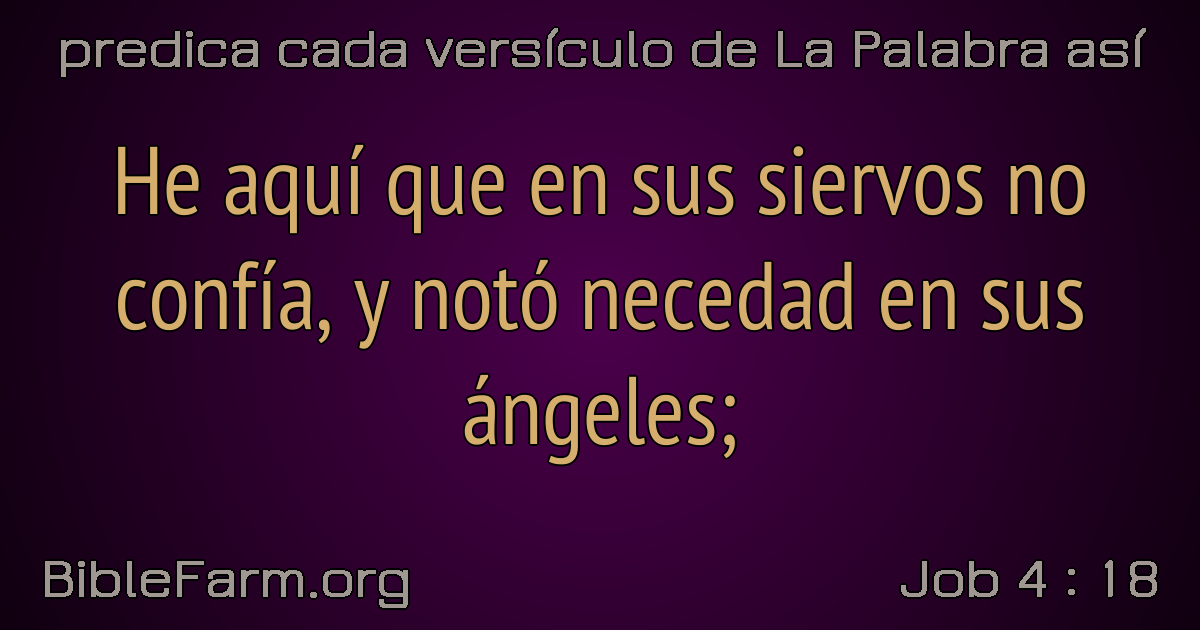 predica cada versículo de La Palabra así
He aquí que en sus siervos no
confía, y notó necedad en sus
ángeles;
BibleFarm.org
Job 4 : 18